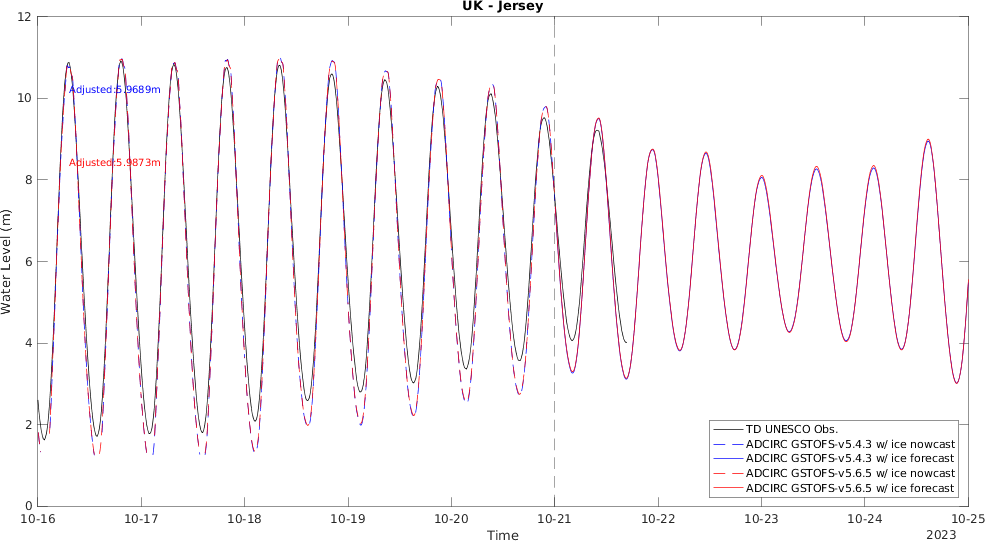 UK - Jersey
12
10
8
6
4
2
0
Water Level (m)
Adjusted:5.9689m
Adjusted:5.9873m
TD UNESCO Obs.
ADCIRC GSTOFS-v5.4.3 w/ ice nowcast
ADCIRC GSTOFS-v5.4.3 w/ ice forecast
ADCIRC GSTOFS-v5.6.5 w/ ice nowcast
ADCIRC GSTOFS-v5.6.5 w/ ice forecast
10-16 10-17 10-18 10-19 10-20 10-21 10-22 10-23 10-24 10-25
Time
2023